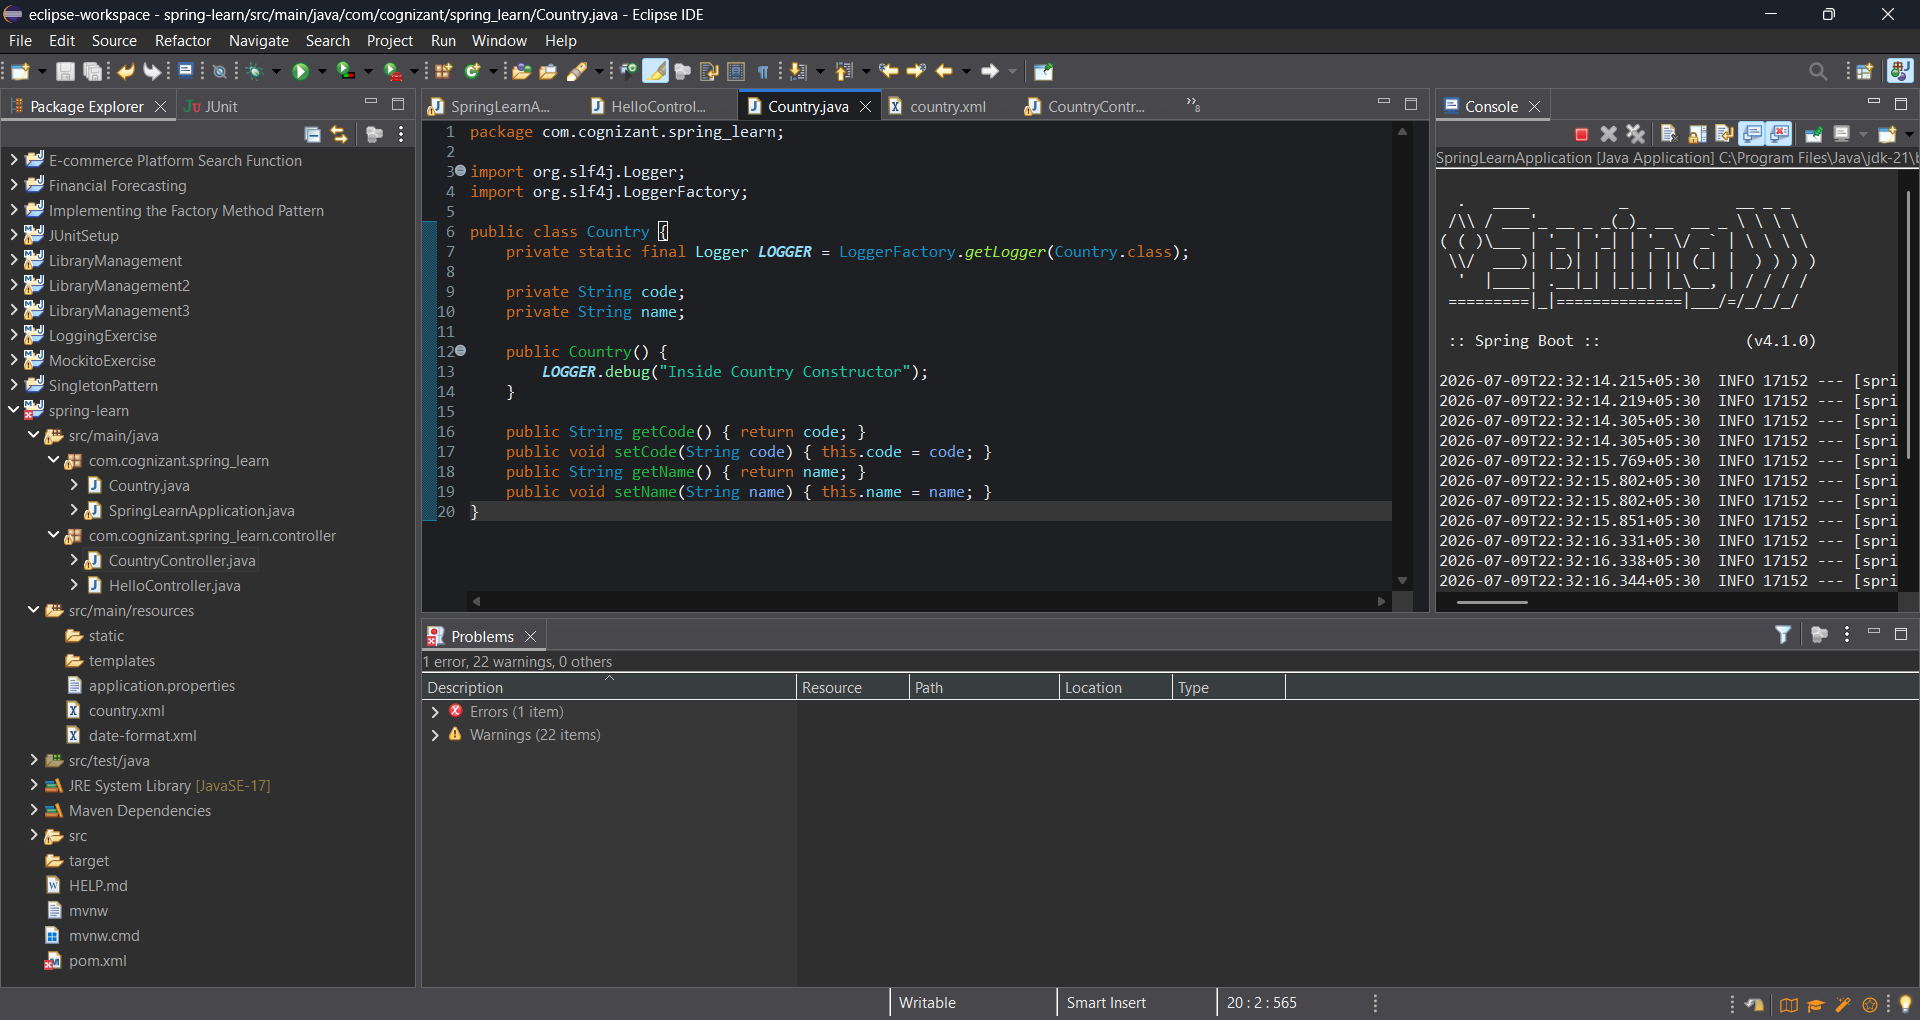 eclipse-workspace - spring-learn/src/main/java/com/cognizant/spring_learn/Country.java - Eclipse IDE
File Edit Source Refactor Navigate Search Project Run Window Help
Package Explorer JUnit
E-commerce Platform Search Function
Financial Forecasting
Implementing the Factory Method Pattern
JUnitSetup
LibraryManagement
LibraryManagement2
LibraryManagement3
LoggingExercise
MockitoExercise
SingletonPattern
spring-learn
src/main/java
com.cognizant.spring_learn
Country.java
SpringLearnApplication.java
com.cognizant.spring_learn.controller
CountryController.java
HelloController.java
src/main/resources
static
templates
application.properties
country.xml
date-format.xml
src/test/java
JRE System Library [JavaSE-17]
Maven Dependencies
src
target
HELP.md
mvnw
mvnw.cmd
pom.xml
SpringLearnA... HelloControl... Country.java country.xml CountryContr... 8
1 package com.cognizant.spring_learn;
2
3 import org.slf4j.Logger;
4 import org.slf4j.LoggerFactory;
5
6 public class Country {
7 private static final Logger LOGGER = LoggerFactory.getLogger(Country.class);
8
9 private String code;
10 private String name;
11
12 public Country() {
13 LOGGER.debug("Inside Country Constructor");
14 }
15
16 public String getCode() { return code; }
17 public void setCode(String code) { this.code = code; }
18 public String getName() { return name; }
19 public void setName(String name) { this.name = name; }
20 }
Console
SpringLearnApplication [Java Application] C:\Program Files\Java\jdk-21\b
:: Spring Boot :: (v4.1.0)
2026-07-09T22:32:14.215+05:30 INFO 17152 --- [spri
2026-07-09T22:32:14.219+05:30 INFO 17152 --- [spri
2026-07-09T22:32:14.305+05:30 INFO 17152 --- [spri
2026-07-09T22:32:14.305+05:30 INFO 17152 --- [spri
2026-07-09T22:32:15.769+05:30 INFO 17152 --- [spri
2026-07-09T22:32:15.802+05:30 INFO 17152 --- [spri
2026-07-09T22:32:15.802+05:30 INFO 17152 --- [spri
2026-07-09T22:32:15.851+05:30 INFO 17152 --- [spri
2026-07-09T22:32:16.331+05:30 INFO 17152 --- [spri
2026-07-09T22:32:16.338+05:30 INFO 17152 --- [spri
2026-07-09T22:32:16.344+05:30 INFO 17152 --- [spri
Problems
1 error, 22 warnings, 0 others
Description Resource Path Location Type
Errors (1 item)
Warnings (22 items)
Writable Smart Insert 20 : 2 : 565